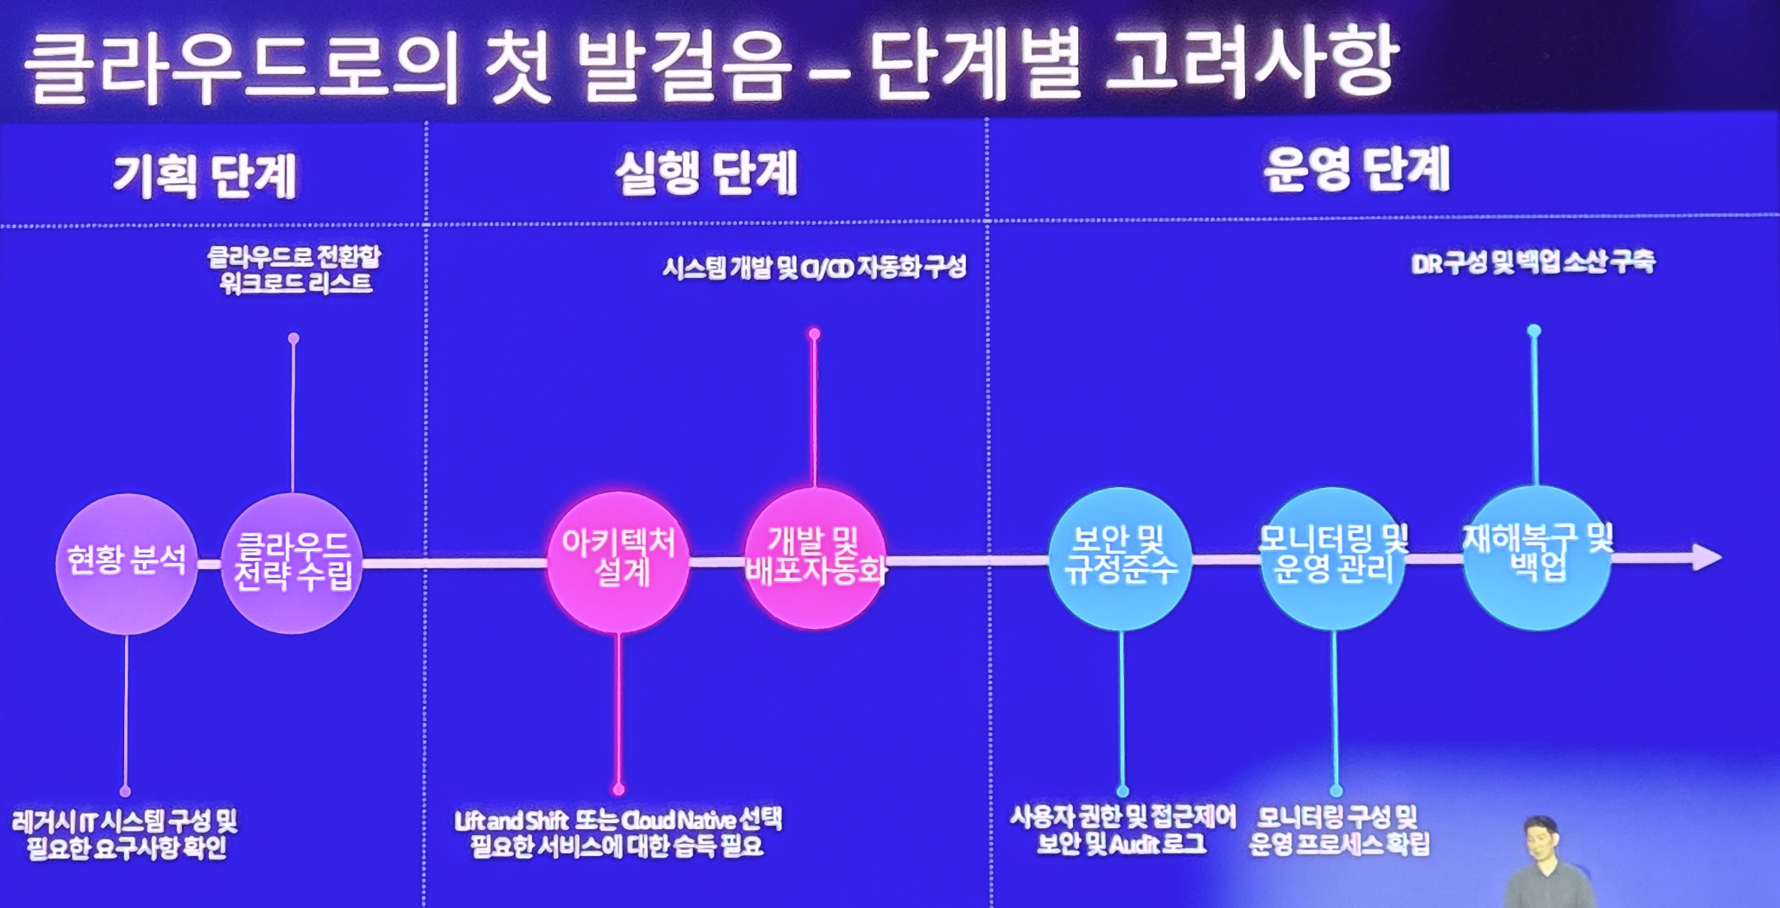 클라우드로의 첫 발걸음 – 단계별 고려사항
기획 단계
실행 단계
운영 단계
클라우드로 전환할
워크로드 리스트
시스템 개발 및 CI/CD 자동화 구성
DR 구성 및 백업 소산 구축
현황 분석
클라우드
전략 수립
아키텍처
설계
개발 및
배포자동화
보안 및
규정준수
모니터링 및
운영 관리
재해복구 및
백업
레거시 IT 시스템 구성 및
필요한 요구사항 확인
Lift and Shift 또는 Cloud Native 선택
필요한 서비스에 대한 습득 필요
사용자 권한 및 접근제어
보안 및 Audit 로그
모니터링 구성 및
운영 프로세스 확립